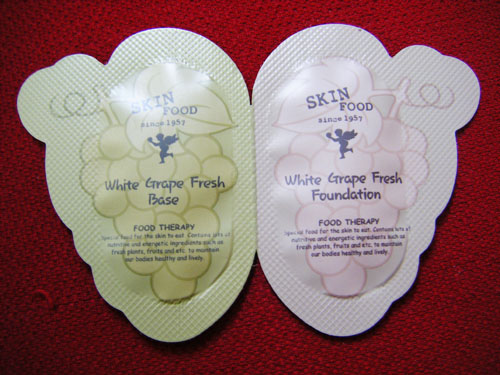 SKIN
FOOD
since 1957
White Grape Fresh
Base
FOOD THERAPY
Special food for the skin to eat. Contains lots of
nutritive and energetic ingredients such as
fresh plants, fruits and etc. to maintain
our bodies healthy and lively.
SKIN
FOOD
since 1957
White Grape Fresh
Foundation
FOOD THERAPY
Special food for the skin to eat. Contains lots of
nutritive and energetic ingredients such as
fresh plants, fruits and etc. to maintain
our bodies healthy and lively.